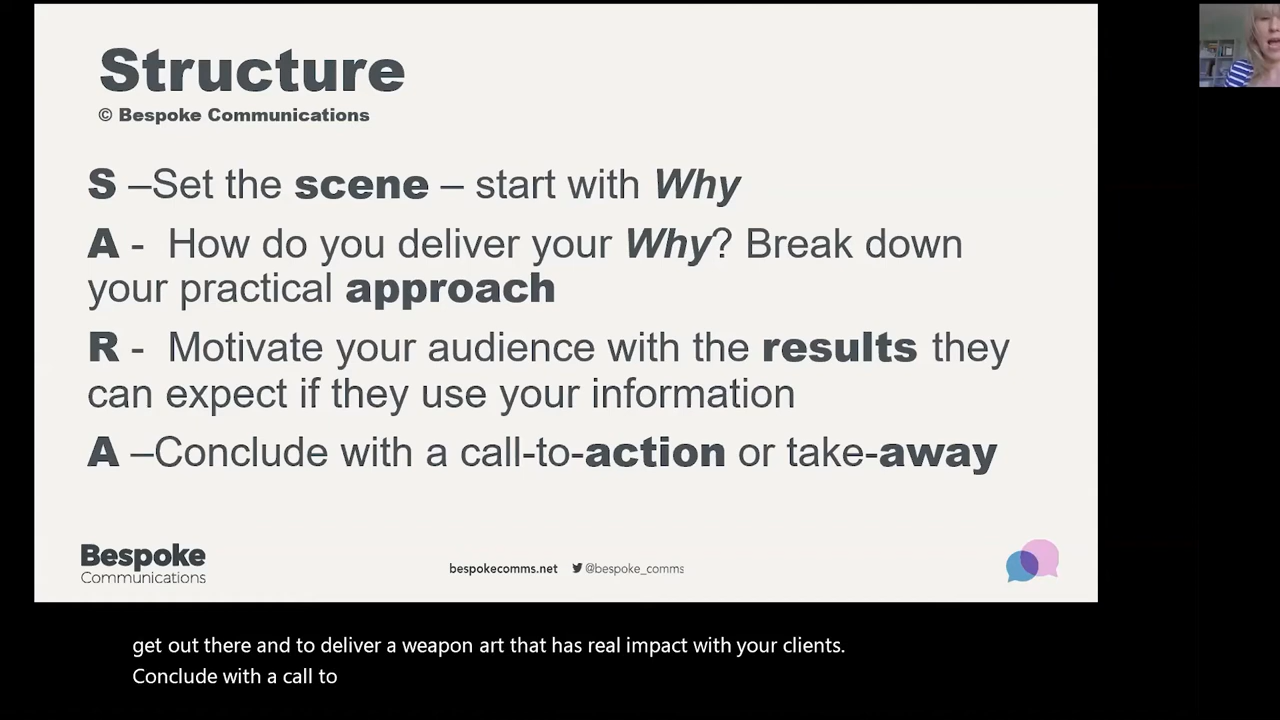 Structure
© Bespoke Communications
S –Set the scene – start with Why
A - How do you deliver your Why? Break down
your practical approach
R - Motivate your audience with the results they
can expect if they use your information
A –Conclude with a call-to-action or take-away
Bespoke
Communications
bespokecomms.net @bespoke_comms
get out there and to deliver a weapon art that has real impact with your clients.
Conclude with a call to